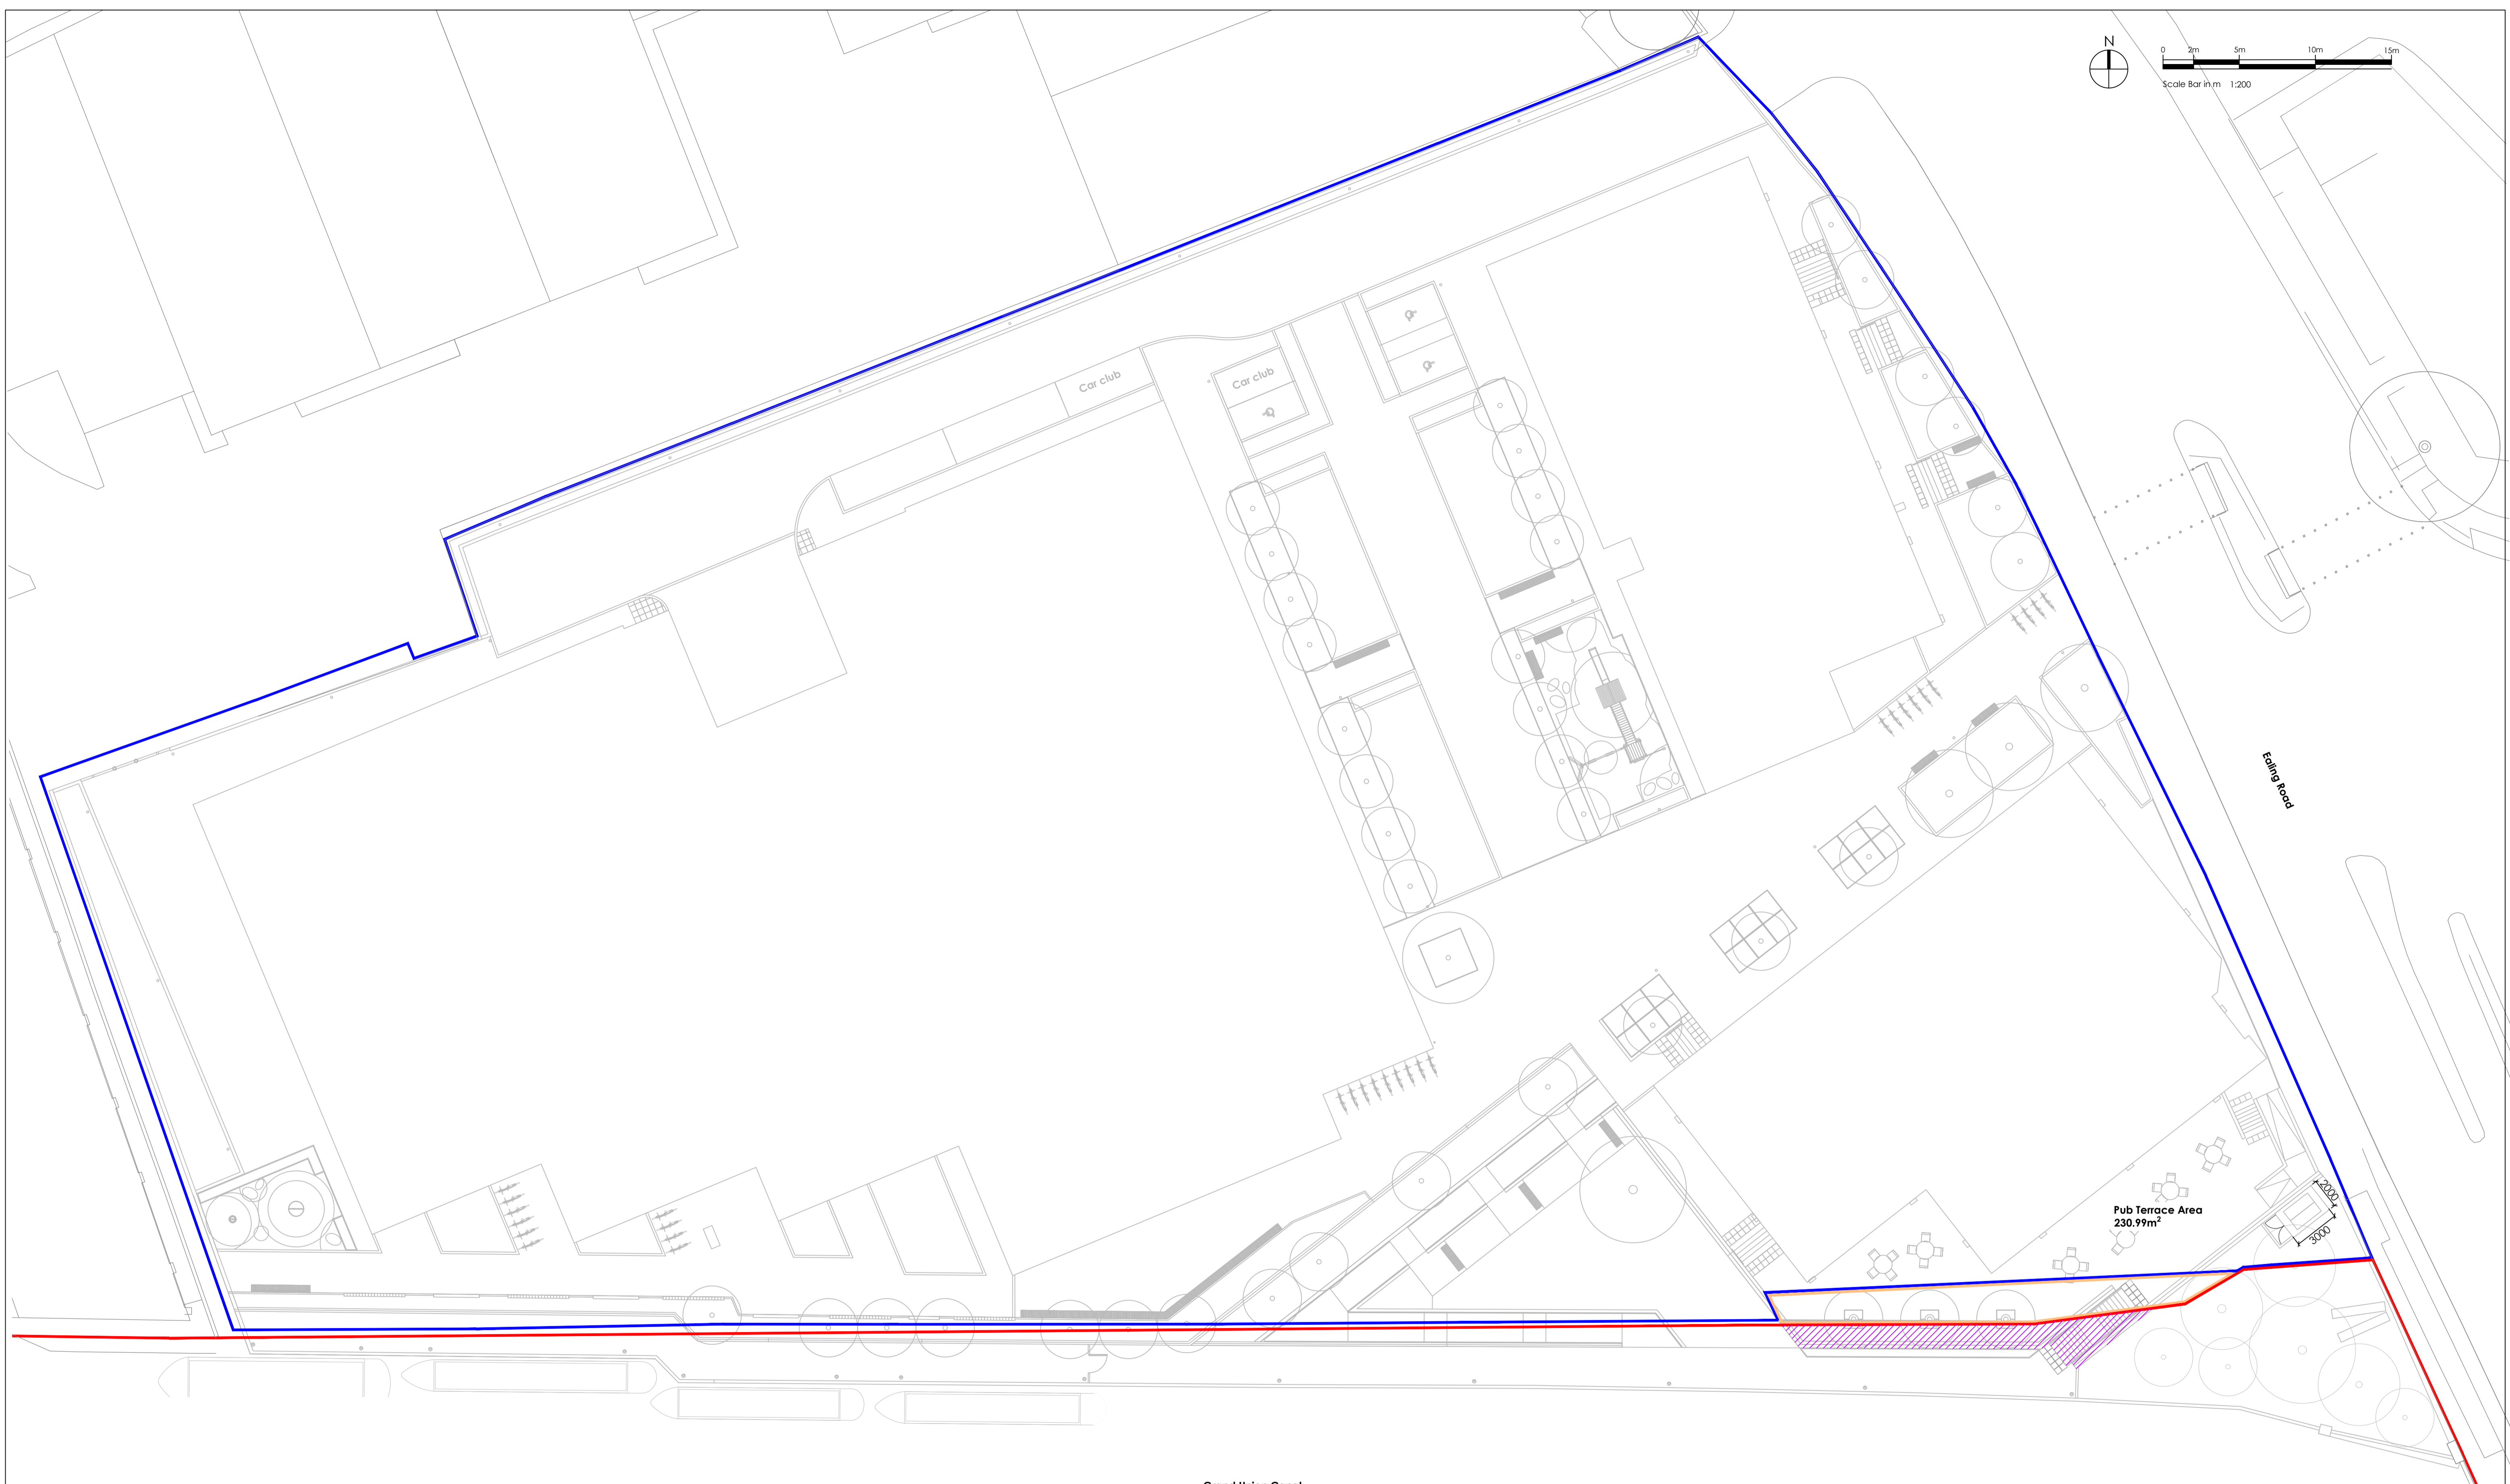 N
0 2m 5m 10m 15m
Scale Bar in m 1:200
Car club
Car club
Ealing Road
Pub Terrace Area
230.99m²
2000
3000